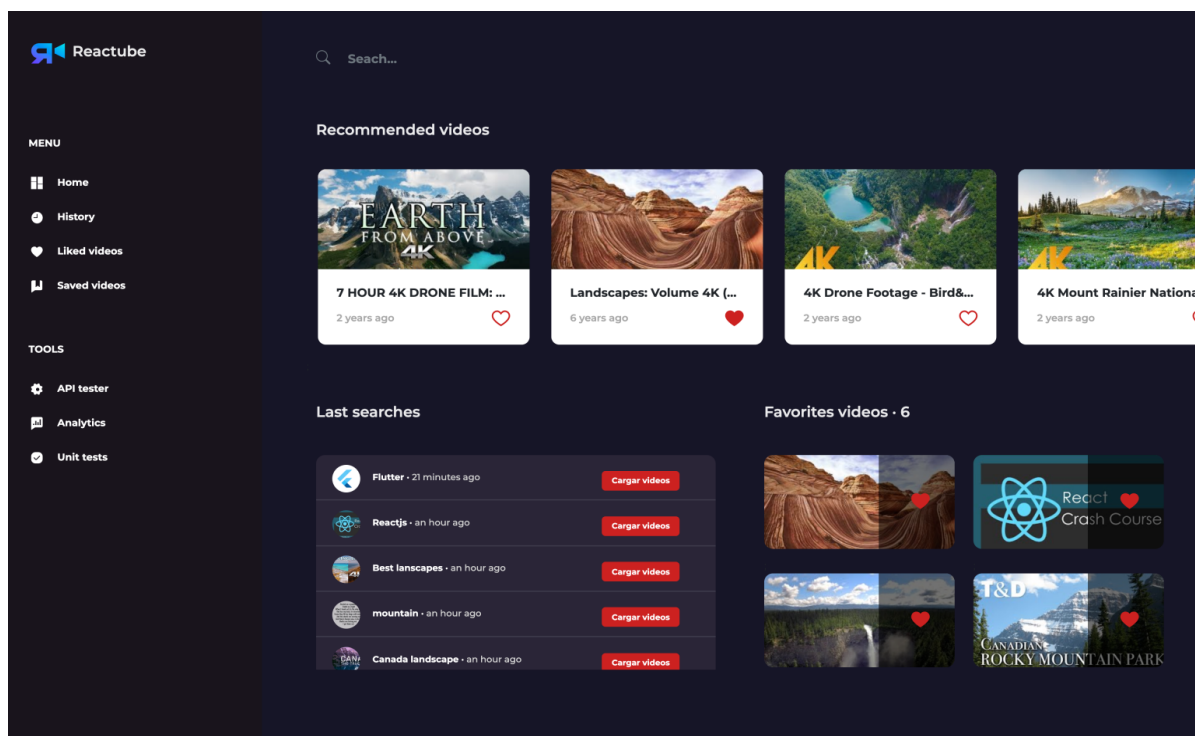 Reactube
Seach...
MENU
Home
History
Liked videos
Saved videos
TOOLS
API tester
Analytics
Unit tests
Recommended videos
EARTH
FROM ABOVE
4K
7 HOUR 4K DRONE FILM: ...
2 years ago
Landscapes: Volume 4K (...
6 years ago
4K
4K Drone Footage - Bird&...
2 years ago
4K
4K Mount Rainier Nationa
2 years ago
Last searches
Flutter · 21 minutes ago
Cargar videos
Reactjs · an hour ago
Cargar videos
Best lanscapes · an hour ago
Cargar videos
mountain · an hour ago
Cargar videos
Canada landscape · an hour ago
Cargar videos
Favorites videos · 6
React
Crash Course
T&D
CANADIAN
ROCKY MOUNTAIN PARK